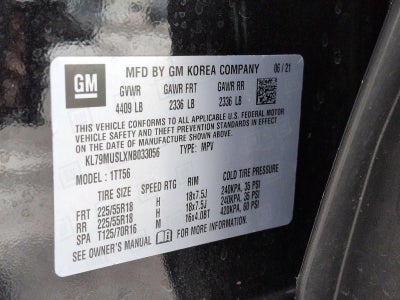 GM MFD BY GM KOREA COMPANY 06/21
GVWR GAWR FRT GAWR RR
4409 LB 2336 LB 2336 LB
THIS VEHICLE CONFORMS TO ALL APPLICABLE U.S. FEDERAL MOTOR
VEHICLE SAFETY AND THEFT PREVENTION STANDARDS IN EFFECT
ON THE DATE OF MANUFACTURE SHOWN ABOVE.
KL79MUSLXNB033056 TYPE: MPV
MODEL: 1TT56
TIRE SIZE SPEED RTG RIM COLD TIRE PRESSURE
FRT 225/55R18 H 18x7.5J 240KPA, 35 PSI
RR 225/55R18 H 18x7.5J 240KPA, 35 PSI
SPA T125/70R16 M 16x4.0BT 420KPA, 60 PSI
SEE OWNER'S MANUAL FOR MORE INFORMATION.